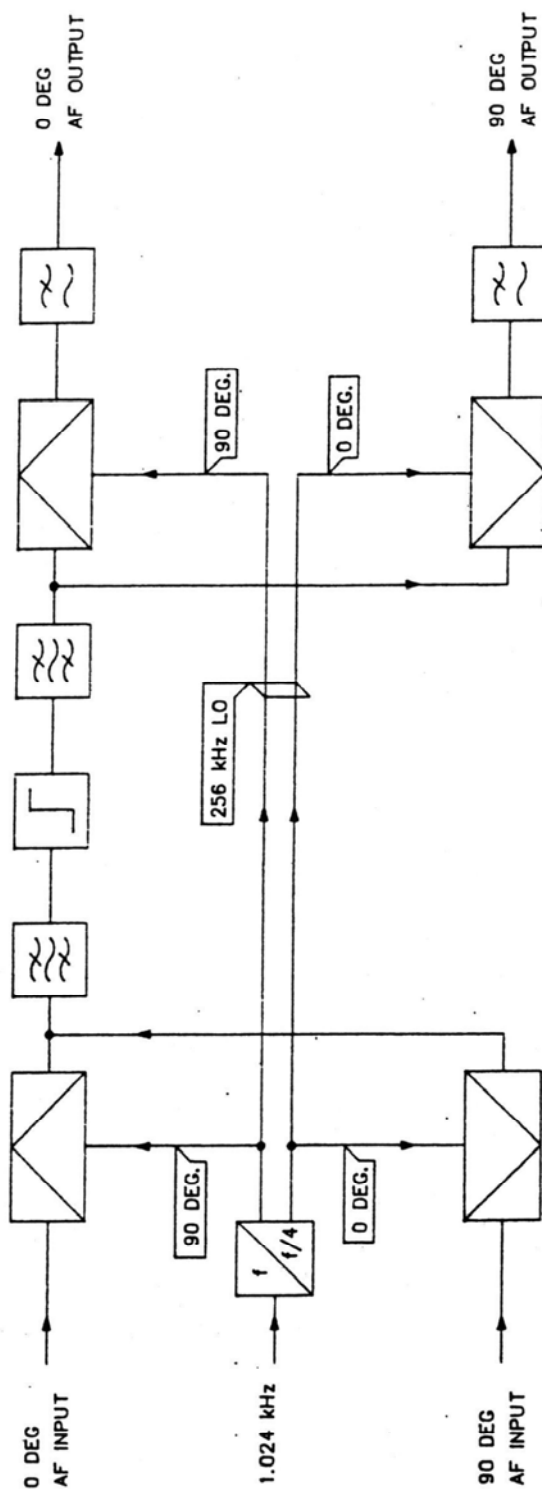 0 DEG
AF INPUT
90 DEG.
90 DEG.
0 DEG
AF OUTPUT
1.024 kHz
f
f/4
256 kHz LO
0 DEG.
0 DEG.
90 DEG
AF INPUT
90 DEG
AF OUTPUT